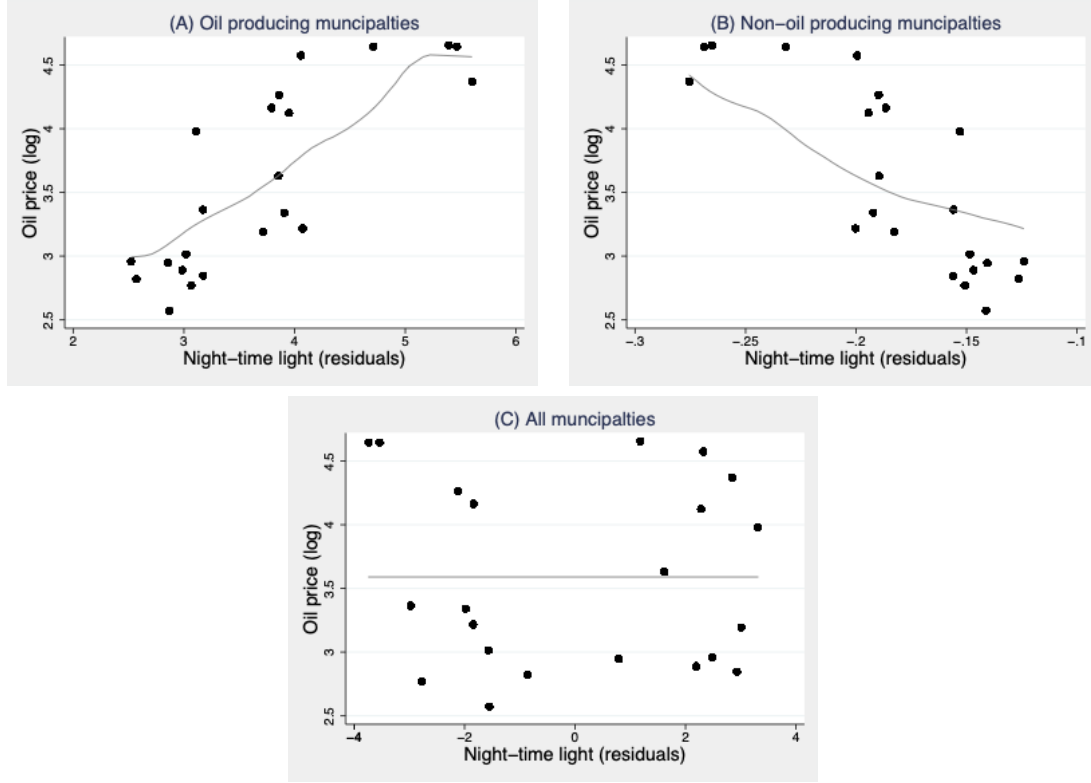 (A) Oil producing muncipalties
Oil price (log)
4.5
4
3.5
3
2.5
2 3 4 5 6
Night−time light (residuals)
(B) Non−oil producing muncipalties
Oil price (log)
4.5
4
3.5
3
2.5
−.3 −.25 −.2 −.15 −.1
Night−time light (residuals)
(C) All muncipalties
Oil price (log)
4.5
4
3.5
3
2.5
−4 −2 0 2 4
Night−time light (residuals)